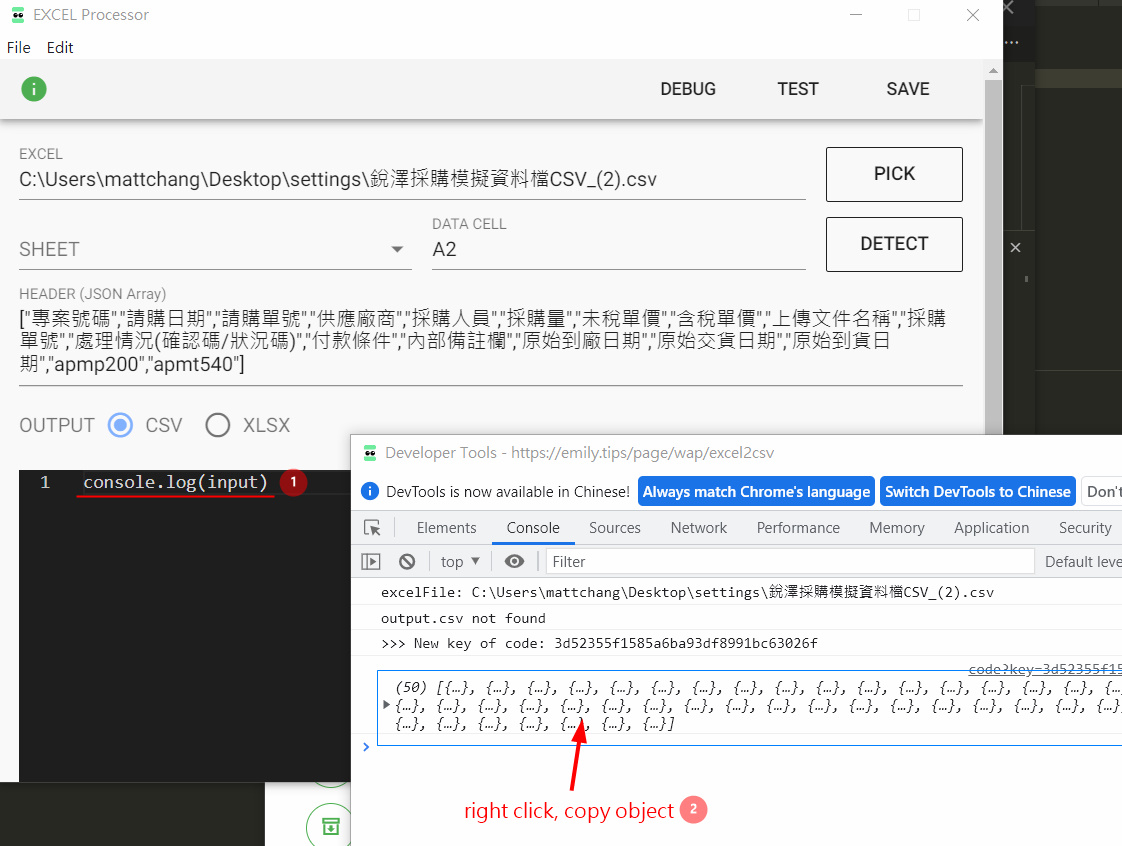 EXCEL Processor
File Edit
DEBUG TEST SAVE
EXCEL
C:\Users\mattchang\Desktop\settings\銳澤採購模擬資料檔CSV_(2).csv
PICK
SHEET
DATA CELL
A2
DETECT
HEADER (JSON Array)
["專案號碼","請購日期","請購單號","供應廠商","採購人員","採購量","未稅單價","含稅單價","上傳文件名稱","採購
單號","處理情況(確認碼/狀況碼)","付款條件","內部備註欄","原始到廠日期","原始交貨日期","原始到貨日
期","apmp200","apmt540"]
OUTPUT CSV XLSX
1 console.log(input) 1
Developer Tools - https://emily.tips/page/wap/excel2csv
DevTools is now available in Chinese! Always match Chrome's language Switch DevTools to Chinese Don't
Elements Console Sources Network Performance Memory Application Security
top Filter Default leve
excelFile: C:\Users\mattchang\Desktop\settings\銳澤採購模擬資料檔CSV_(2).csv
output.csv not found
>>> New key of code: 3d52355f1585a6ba93df8991bc63026f
code?key=3d52355f15
(50) [{…}, {…}, {…}, {…}, {…}, {…}, {…}, {…}, {…}, {…}, {…}, {…}, {…}, {…}, {…}, {…}, {…
{…}, {…}, {…}, {…}, {…}, {…}, {…}, {…}, {…}, {…}, {…}, {…}, {…}, {…}, {…}, {…}, {…}
{…}, {…}, {…}, {…}, {…}, {…}, {…}]
right click, copy object 2